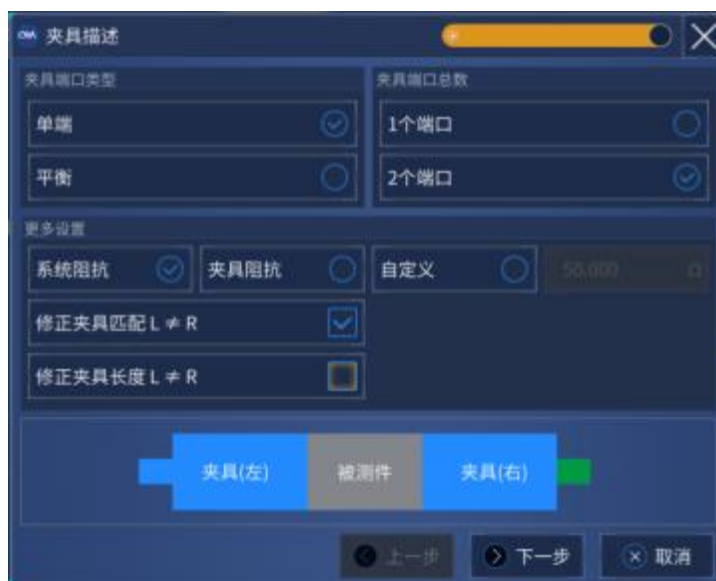 夹具描述
夹具端口类型
夹具端口总数
单端
1个端口
平衡
2个端口
更多设置
系统阻抗
夹具阻抗
自定义
50.000 Ω
修正夹具匹配 L ≠ R
修正夹具长度 L ≠ R
夹具(左)
被测件
夹具(右)
上一步
下一步
取消